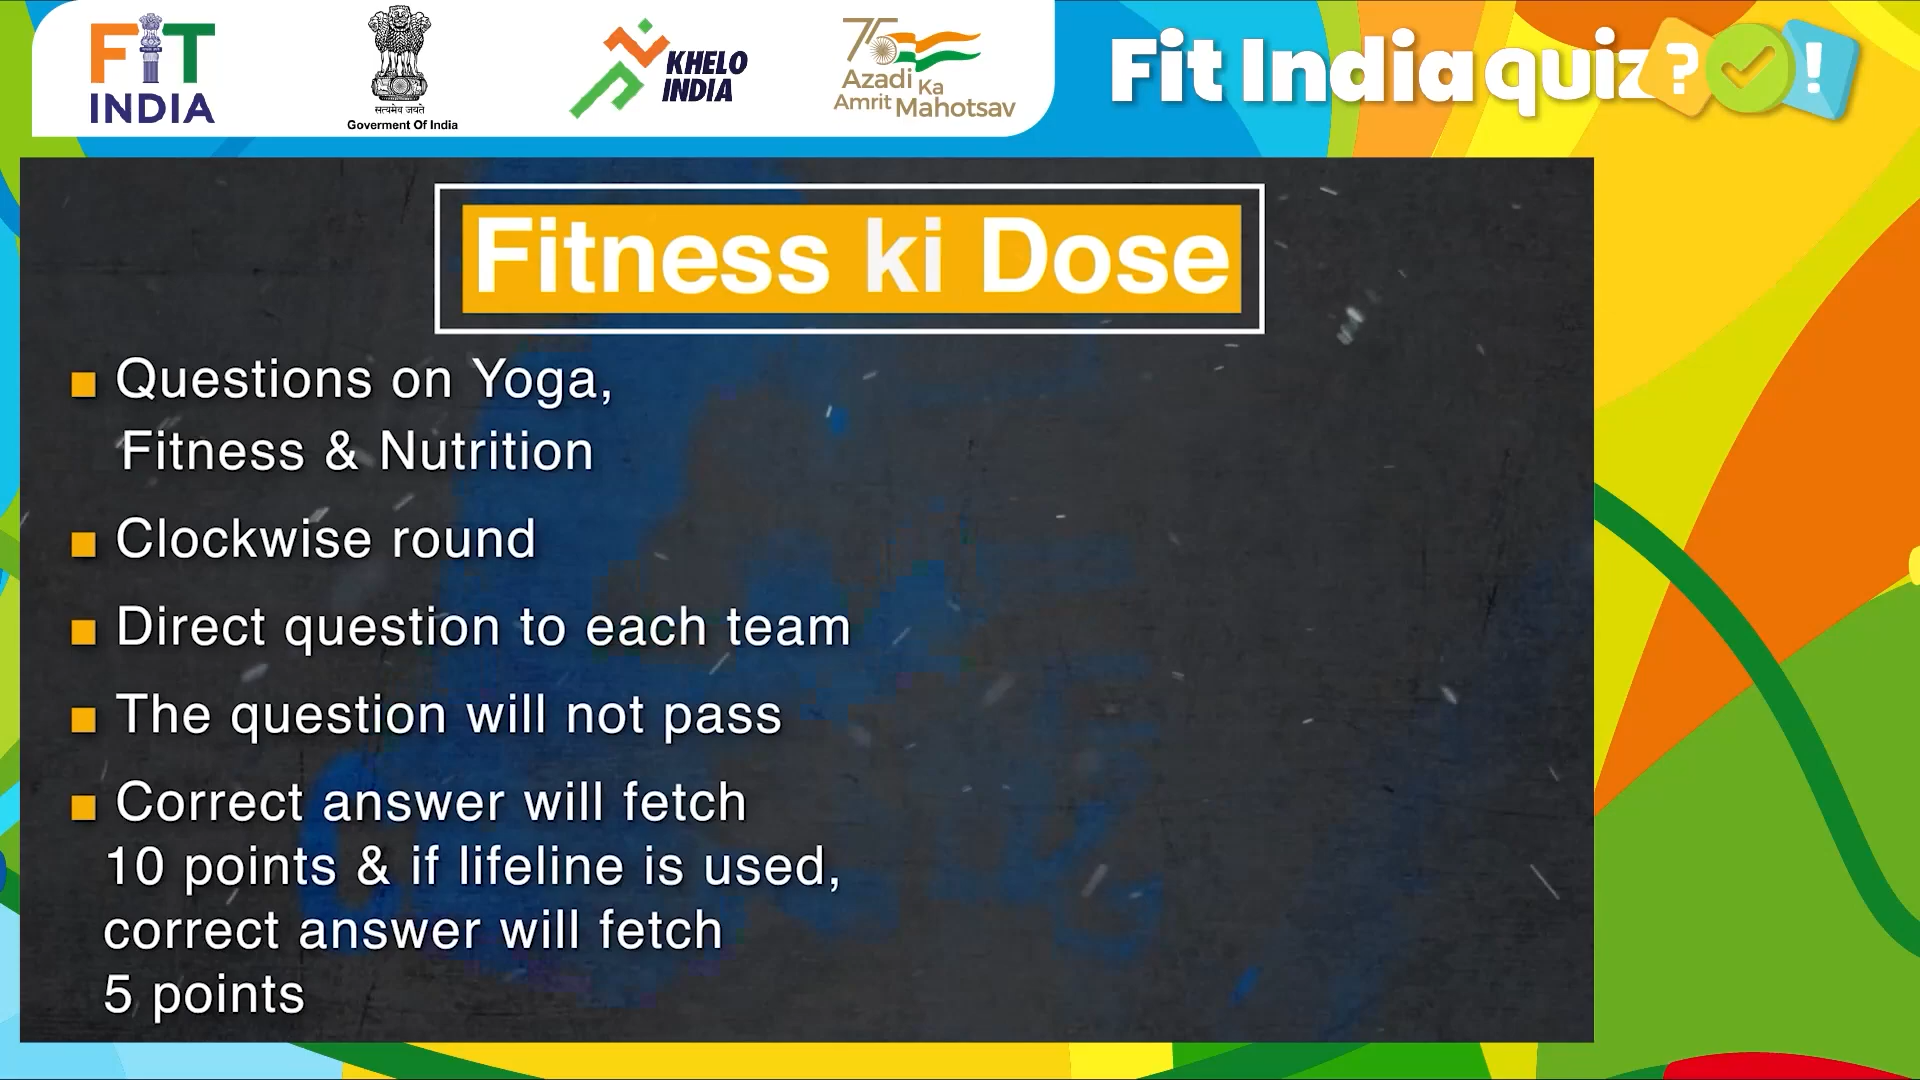 FIT
INDIA
सत्यमेव जयते
Goverment Of India
KHELO
INDIA
75
Azadi Ka
Amrit Mahotsav
Fit India quiz ? !
Fitness ki Dose
Questions on Yoga,
Fitness & Nutrition
Clockwise round
Direct question to each team
The question will not pass
Correct answer will fetch
10 points & if lifeline is used,
correct answer will fetch
5 points